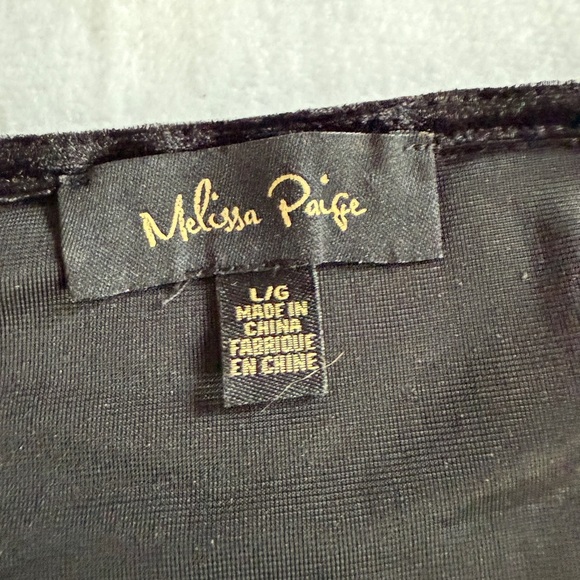 Melissa Paige
L/G
MADE IN
CHINA
FABRIQUE
EN CHINE